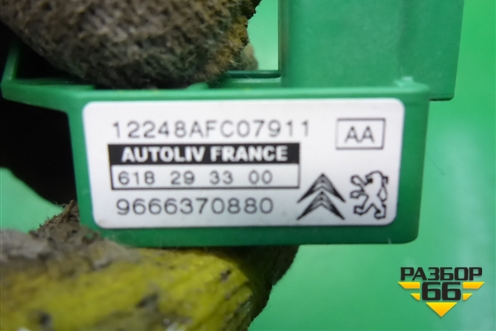 12248AFC07911
AA
AUTOLIV FRANCE
618 29 33 00
9666370880
РАЗБОР
66